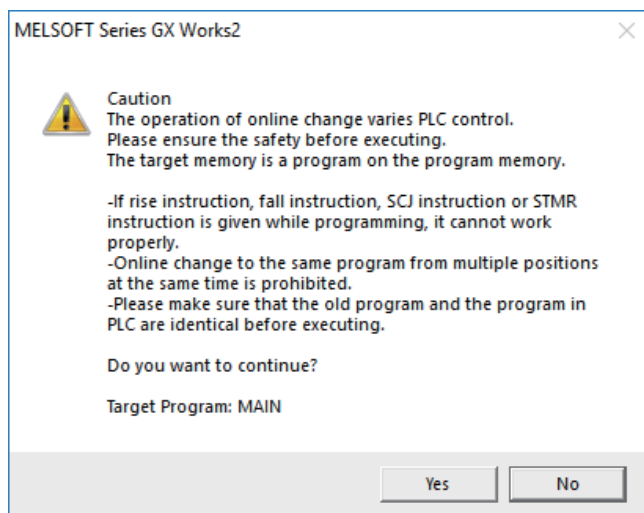 MELSOFT Series GX Works2
Caution
The operation of online change varies PLC control.
Please ensure the safety before executing.
The target memory is a program on the program memory.
-If rise instruction, fall instruction, SCJ instruction or STMR
instruction is given while programming, it cannot work
properly.
-Online change to the same program from multiple positions
at the same time is prohibited.
-Please make sure that the old program and the program in
PLC are identical before executing.
Do you want to continue?
Target Program: MAIN
Yes
No